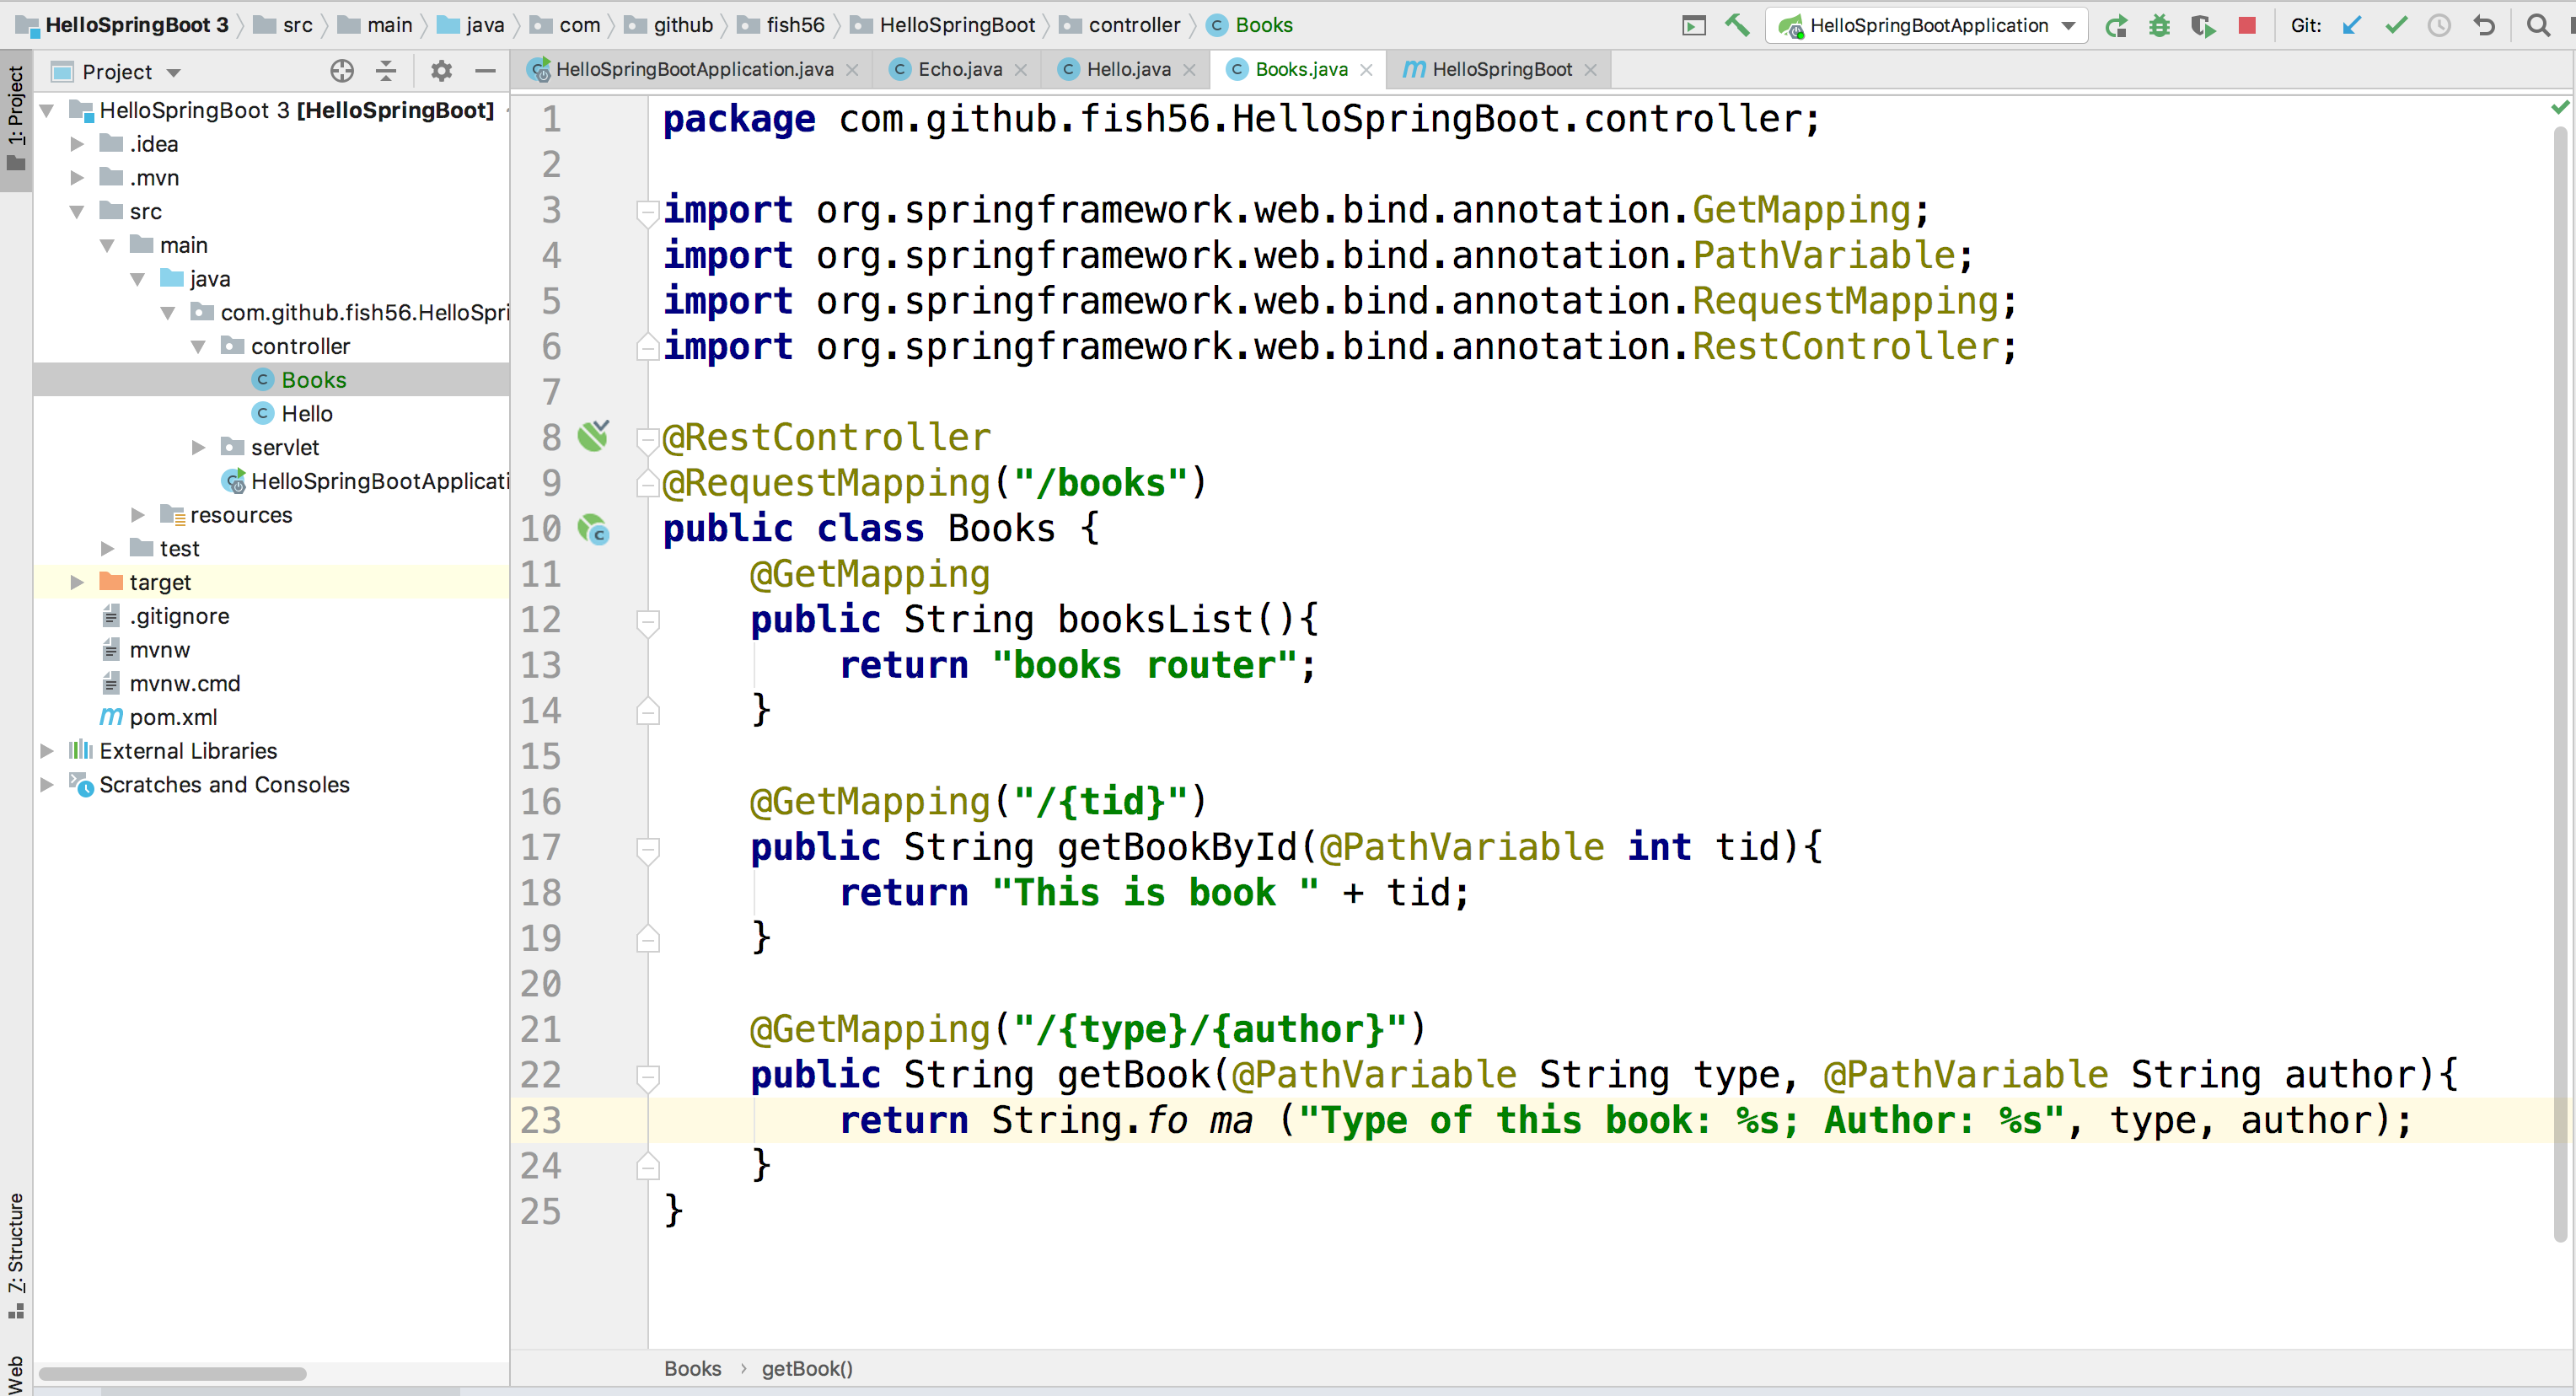 HelloSpringBoot 3 src main java com github fish56 HelloSpringBoot controller Books HelloSpringBootApplication Git:
1: Project
Project
HelloSpringBootApplication.java Echo.java Hello.java Books.java HelloSpringBoot
HelloSpringBoot 3 [HelloSpringBoot]
.idea
.mvn
src
main
java
com.github.fish56.HelloSpri
controller
Books
Hello
servlet
HelloSpringBootApplicati
resources
test
target
.gitignore
mvnw
mvnw.cmd
pom.xml
External Libraries
Scratches and Consoles
Z: Structure
Web
1 package com.github.fish56.HelloSpringBoot.controller;
2
3 import org.springframework.web.bind.annotation.GetMapping;
4 import org.springframework.web.bind.annotation.PathVariable;
5 import org.springframework.web.bind.annotation.RequestMapping;
6 import org.springframework.web.bind.annotation.RestController;
7
8 @RestController
9 @RequestMapping("/books")
10 public class Books {
11 @GetMapping
12 public String booksList(){
13 return "books router";
14 }
15
16 @GetMapping("/{tid}")
17 public String getBookById(@PathVariable int tid){
18 return "This is book " + tid;
19 }
20
21 @GetMapping("/{type}/{author}")
22 public String getBook(@PathVariable String type, @PathVariable String author){
23 return String.fo ma ("Type of this book: %s; Author: %s", type, author);
24 }
25 }
Books › getBook()